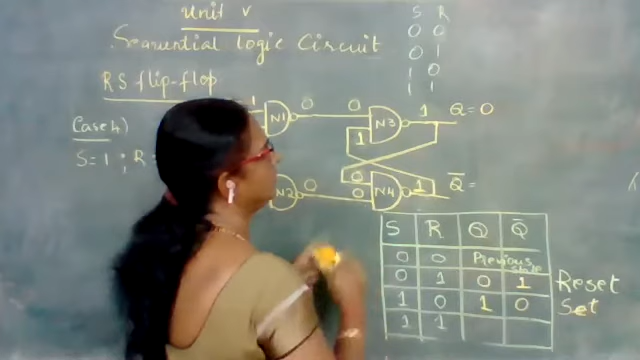 Unit V
Sequential logic Circuit
S R
0 0
0 1
1 0
1 1
RS flip-flop
Case 4)
S=1 ; R=
1 N1 0 0 N3 1 Q=0
1
N2 0 0 0 N4 1 Q̅=
S R Q Q̅
0 0 Previous state
0 1 0 1 Reset
1 0 1 0 Set
1 1